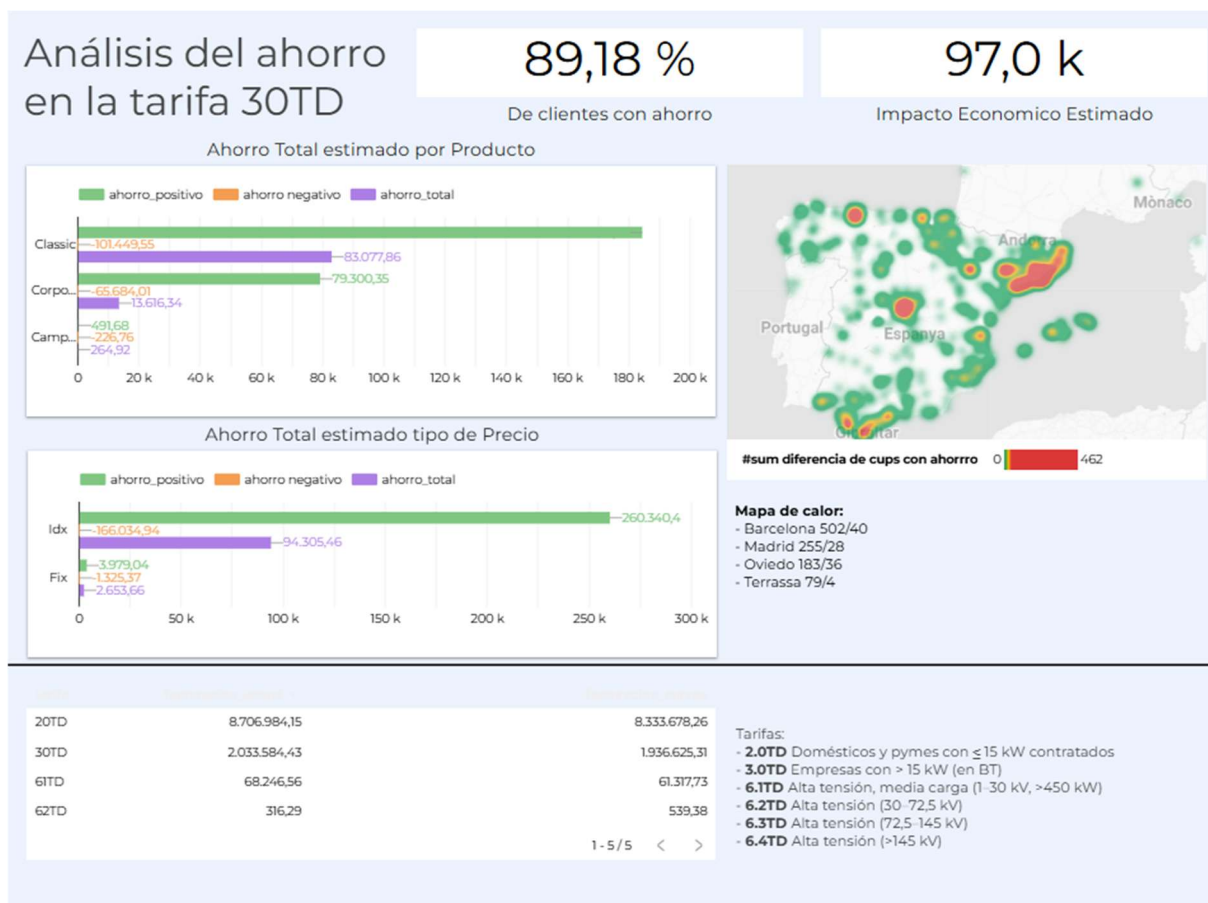 Análisis del ahorro
en la tarifa 30TD
89,18 %
De clientes con ahorro
97,0 k
Impacto Economico Estimado
Ahorro Total estimado por Producto
ahorro_positivo ahorro negativo ahorro_total
Classic
-101.449,55
83.077,86
Corpo...
79.300,35
-65.684,01
13.616,34
Camp...
491,68
-226,76
264,92
0 20 k 40 k 60 k 80 k 100 k 120 k 140 k 160 k 180 k 200 k
Mònaco
Andorra
Portugal
Espanya
Gibraltar
#sum diferencia de cups con ahorrro 0 462
Ahorro Total estimado tipo de Precio
ahorro_positivo ahorro negativo ahorro_total
Idx
260.340,4
-166.034,94
94.305,46
Fix
3.979,04
-1.325,37
2.653,66
0 50 k 100 k 150 k 200 k 250 k 300 k
Mapa de calor:
- Barcelona 502/40
- Madrid 255/28
- Oviedo 183/36
- Terrassa 79/4
20TD 8.706.984,15 8.333.678,26
30TD 2.033.584,43 1.936.625,31
61TD 68.246,56 61.317,73
62TD 316,29 539,38
1 - 5 / 5 < >
Tarifas:
- 2.0TD Domésticos y pymes con ≤ 15 kW contratados
- 3.0TD Empresas con > 15 kW (en BT)
- 6.1TD Alta tensión, media carga (1–30 kV, >450 kW)
- 6.2TD Alta tensión (30–72,5 kV)
- 6.3TD Alta tensión (72,5–145 kV)
- 6.4TD Alta tensión (>145 kV)